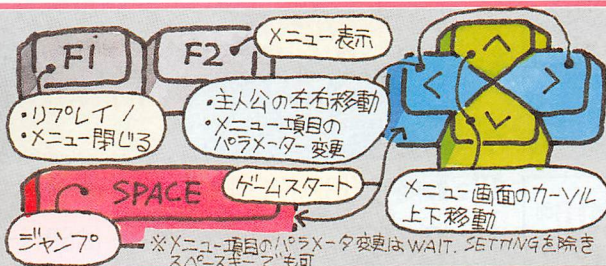 F1
F2
メニュー表示
・リプレイ/
・メニュー閉じる
・主人公の左右移動
・メニュー項目の
パラメーター変更
<
^
>
v
SPACE
ゲームスタート
メニュー画面のカーソル
上下移動
ジャンプ
※メニュー項目のパラメータ変更はWAIT. SETTINGを除き
スペースキーでも可